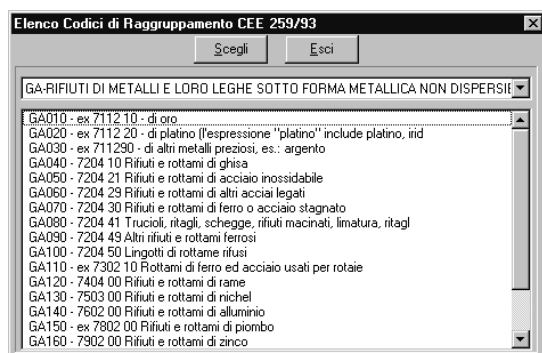 Elenco Codici di Raggruppamento CEE 259/93
Scegli Esci
GA-RIFIUTI DI METALLI E LORO LEGHE SOTTO FORMA METALLICA NON DISPERSIE
GA010 - ex 7112 10 - di oro
GA020 - ex 7112 20 - di platino (l'espressione "platino" include platino, irid
GA030 - ex 711290 - di altri metalli preziosi, es.: argento
GA040 - 7204 10 Rifiuti e rottami di ghisa
GA050 - 7204 21 Rifiuti e rottami di acciaio inossidabile
GA060 - 7204 29 Rifiuti e rottami di altri acciai legati
GA070 - 7204 30 Rifiuti e rottami di ferro o acciaio stagnato
GA080 - 7204 41 Trucioli, ritagli, schegge, rifiuti macinati, limatura, ritagl
GA090 - 7204 49 Altri rifiuti e rottami ferrosi
GA100 - 7204 50 Lingotti di rottame rifusi
GA110 - ex 7302 10 Rottami di ferro ed acciaio usati per rotaie
GA120 - 7404 00 Rifiuti e rottami di rame
GA130 - 7503 00 Rifiuti e rottami di nichel
GA140 - 7602 00 Rifiuti e rottami di alluminio
GA150 - ex 7802 00 Rifiuti e rottami di piombo
GA160 - 7902 00 Rifiuti e rottami di zinco